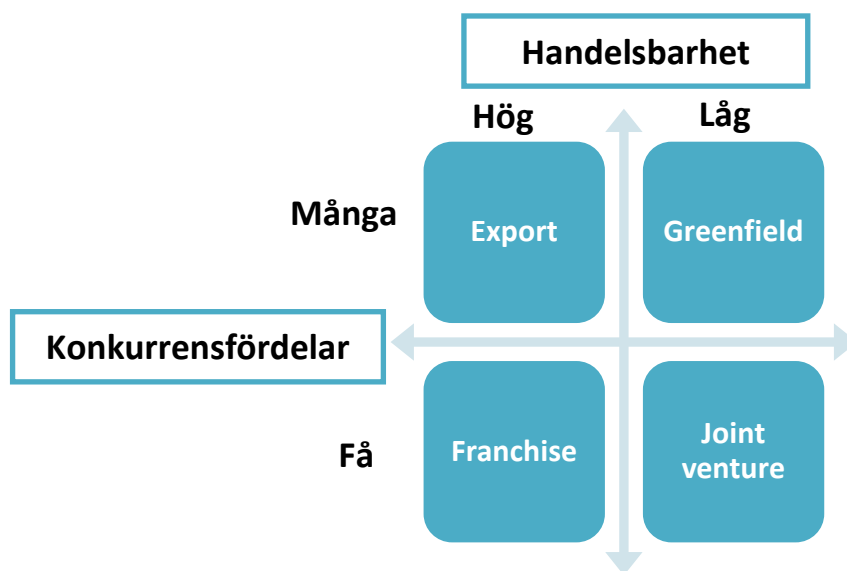 Handelsbarhet
Hög Låg
Många
Export Greenfield
Konkurrensfördelar
Få
Franchise
Joint
venture